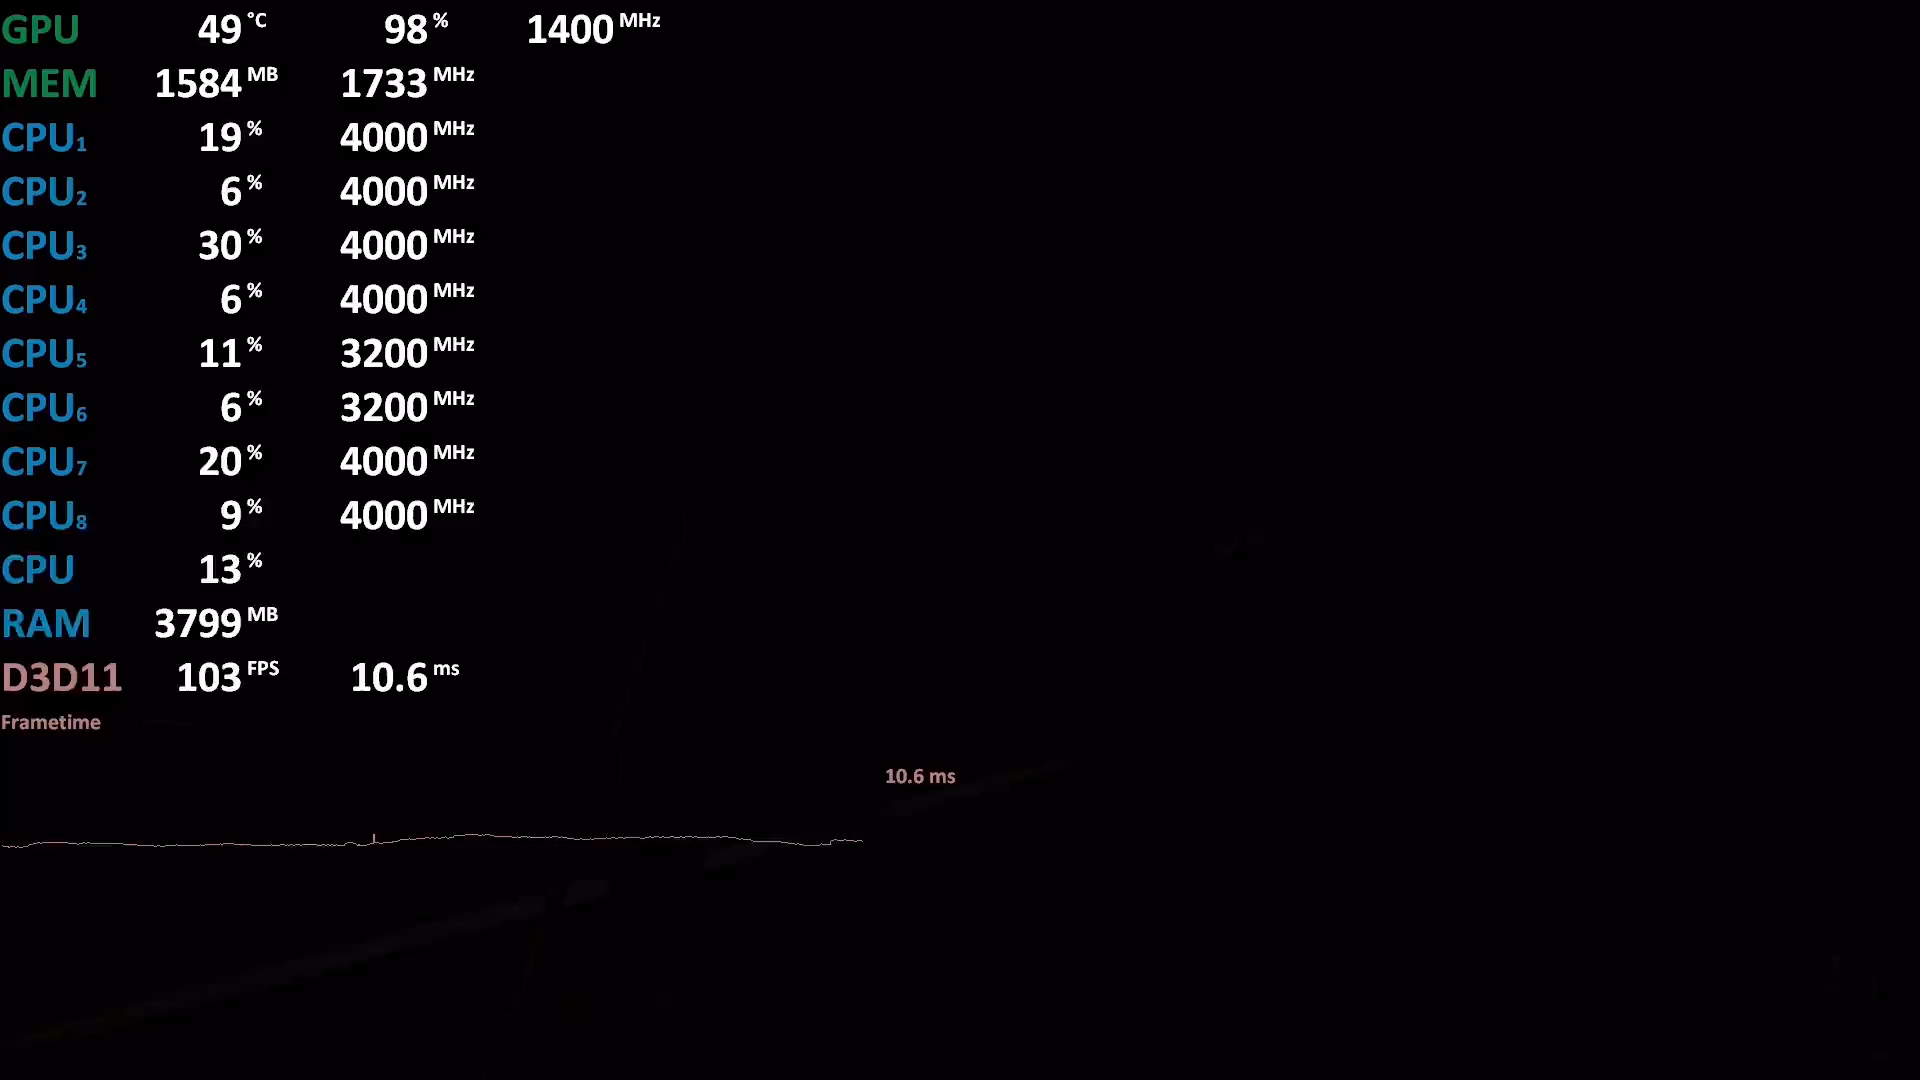 GPU 49 °C 98 % 1400 MHz
MEM 1584 MB 1733 MHz
CPU1 19 % 4000 MHz
CPU2 6 % 4000 MHz
CPU3 30 % 4000 MHz
CPU4 6 % 4000 MHz
CPU5 11 % 3200 MHz
CPU6 6 % 3200 MHz
CPU7 20 % 4000 MHz
CPU8 9 % 4000 MHz
CPU 13 %
RAM 3799 MB
D3D11 103 FPS 10.6 ms
Frametime
10.6 ms